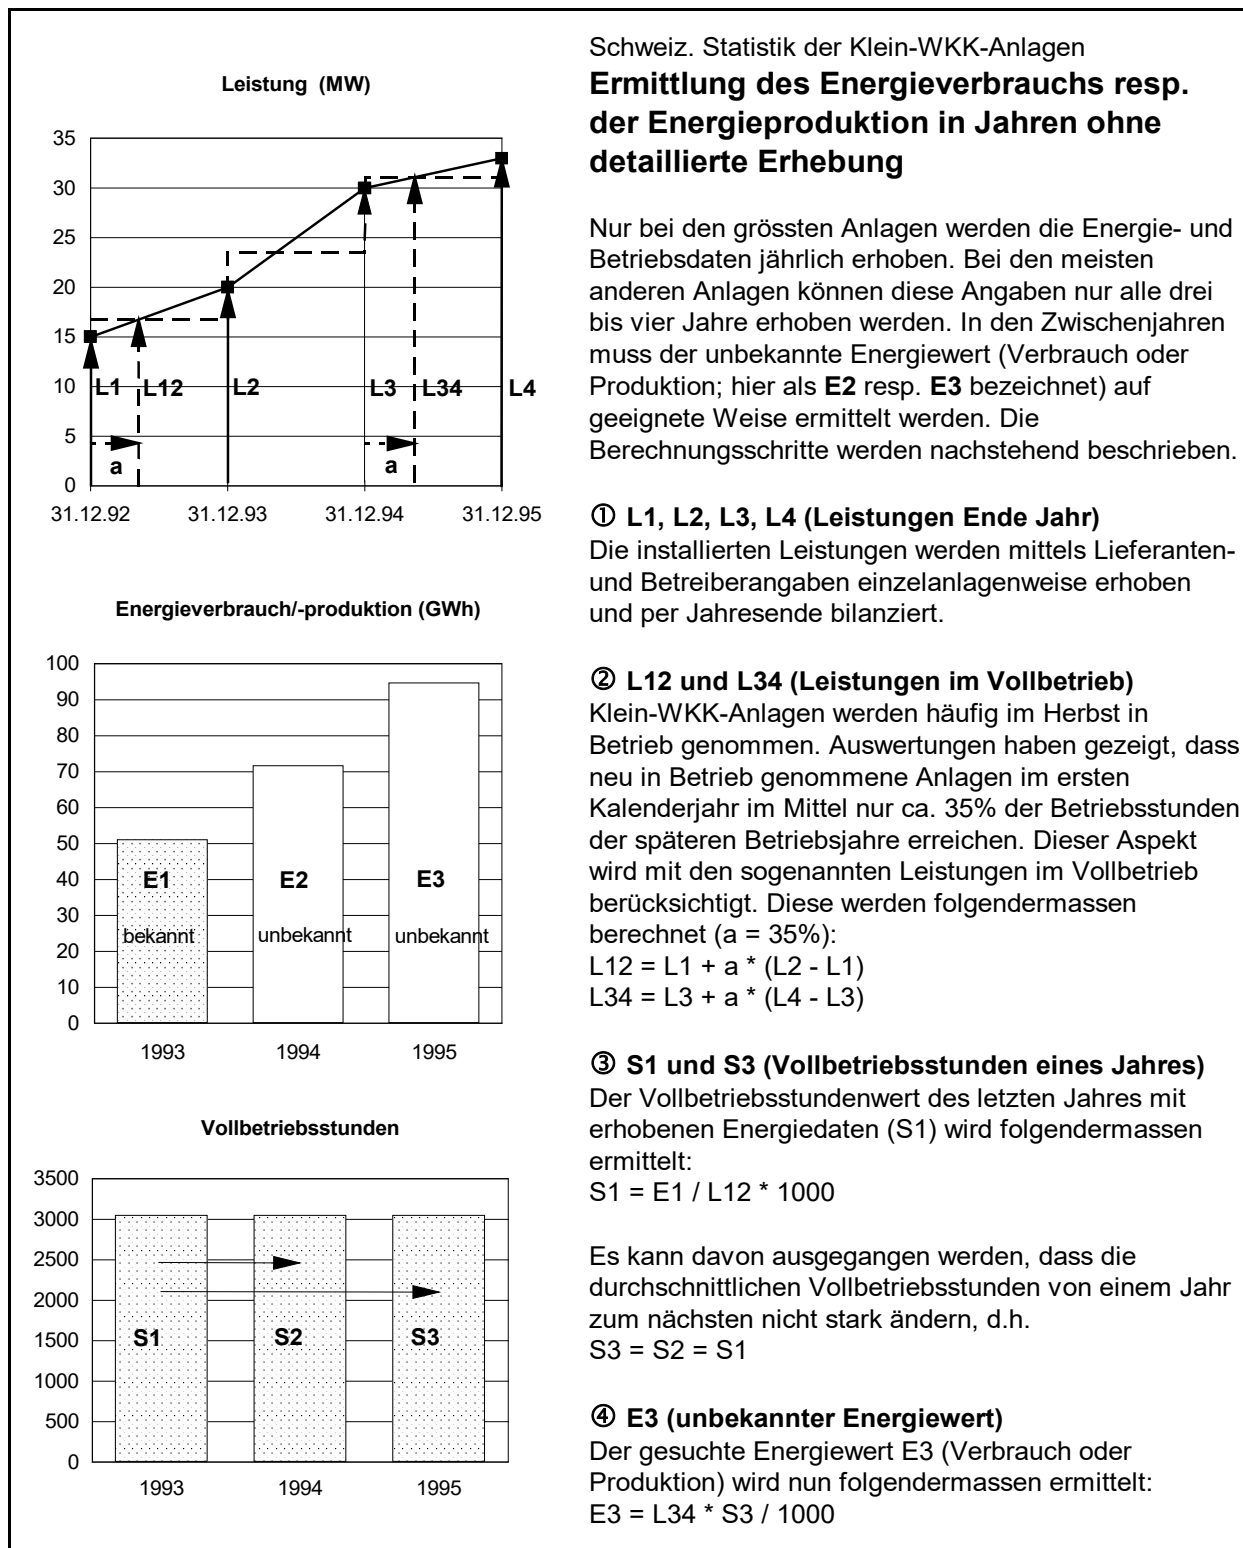 Leistung (MW)
35
30
25
20
15
10
5
0
L1
L12
L2
L3
L34
L4
a
a
31.12.92
31.12.93
31.12.94
31.12.95
Energieverbrauch/-produktion (GWh)
100
90
80
70
60
50
40
30
20
10
0
E1
E2
E3
bekannt
unbekannt
unbekannt
1993
1994
1995
Vollbetriebsstunden
3500
3000
2500
2000
1500
1000
500
0
S1
S2
S3
1993
1994
1995
Schweiz. Statistik der Klein-WKK-Anlagen
Ermittlung des Energieverbrauchs resp.
der Energieproduktion in Jahren ohne
detaillierte Erhebung
Nur bei den grössten Anlagen werden die Energie- und
Betriebsdaten jährlich erhoben. Bei den meisten
anderen Anlagen können diese Angaben nur alle drei
bis vier Jahre erhoben werden. In den Zwischenjahren
muss der unbekannte Energiewert (Verbrauch oder
Produktion; hier als E2 resp. E3 bezeichnet) auf
geeignete Weise ermittelt werden. Die
Berechnungsschritte werden nachstehend beschrieben.
① L1, L2, L3, L4 (Leistungen Ende Jahr)
Die installierten Leistungen werden mittels Lieferanten-
und Betreiberangaben einzelanlagenweise erhoben
und per Jahresende bilanziert.
② L12 und L34 (Leistungen im Vollbetrieb)
Klein-WKK-Anlagen werden häufig im Herbst in
Betrieb genommen. Auswertungen haben gezeigt, dass
neu in Betrieb genommene Anlagen im ersten
Kalenderjahr im Mittel nur ca. 35% der Betriebsstunden
der späteren Betriebsjahre erreichen. Dieser Aspekt
wird mit den sogenannten Leistungen im Vollbetrieb
berücksichtigt. Diese werden folgendermassen
berechnet (a = 35%):
L12 = L1 + a * (L2 - L1)
L34 = L3 + a * (L4 - L3)
③ S1 und S3 (Vollbetriebsstunden eines Jahres)
Der Vollbetriebsstundenwert des letzten Jahres mit
erhobenen Energiedaten (S1) wird folgendermassen
ermittelt:
S1 = E1 / L12 * 1000
Es kann davon ausgegangen werden, dass die
durchschnittlichen Vollbetriebsstunden von einem Jahr
zum nächsten nicht stark ändern, d.h.
S3 = S2 = S1
④ E3 (unbekannter Energiewert)
Der gesuchte Energiewert E3 (Verbrauch oder
Produktion) wird nun folgendermassen ermittelt:
E3 = L34 * S3 / 1000